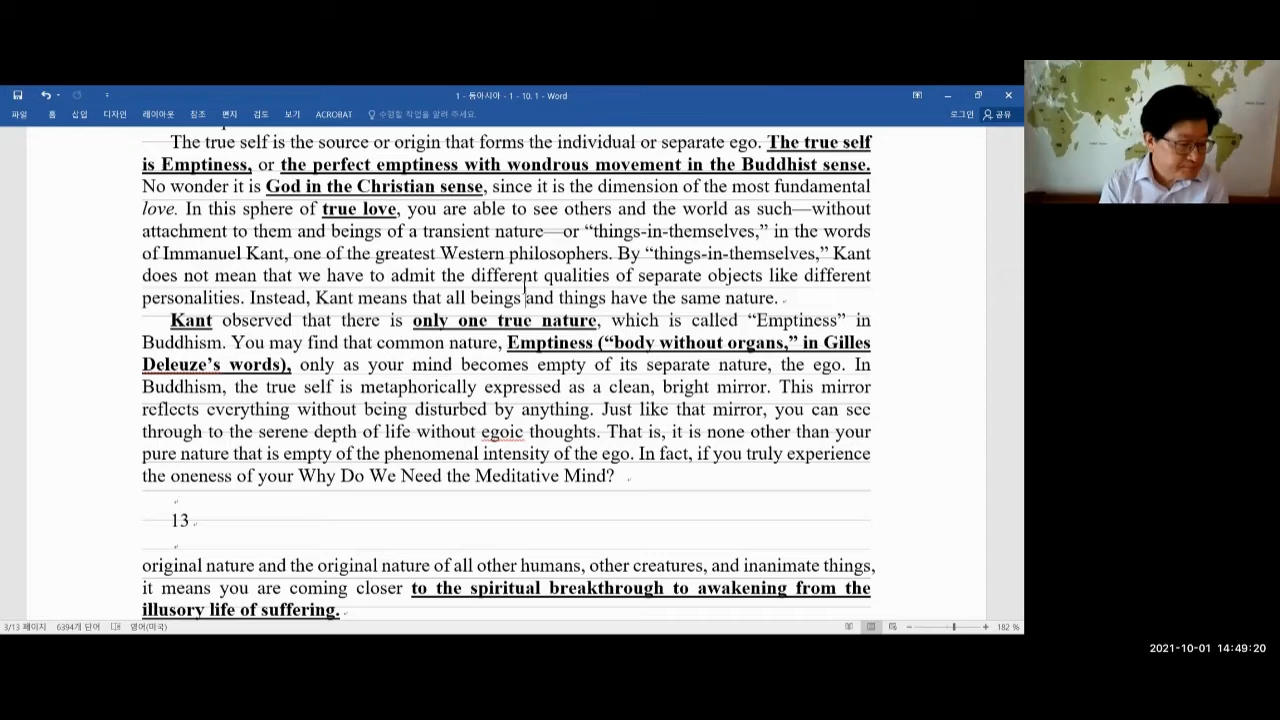 1 - 동아시아 - 1 - 10. 1 - Word
파일 홈 삽입 디자인 레이아웃 참조 편지 검토 보기 ACROBAT 수행할 작업을 알려 주세요. 로그인 공유
The true self is the source or origin that forms the individual or separate ego. The true self
is Emptiness, or the perfect emptiness with wondrous movement in the Buddhist sense.
No wonder it is God in the Christian sense, since it is the dimension of the most fundamental
love. In this sphere of true love, you are able to see others and the world as such—without
attachment to them and beings of a transient nature—or “things-in-themselves,” in the words
of Immanuel Kant, one of the greatest Western philosophers. By “things-in-themselves,” Kant
does not mean that we have to admit the different qualities of separate objects like different
personalities. Instead, Kant means that all beings and things have the same nature.
Kant observed that there is only one true nature, which is called “Emptiness” in
Buddhism. You may find that common nature, Emptiness (“body without organs,” in Gilles
Deleuze’s words), only as your mind becomes empty of its separate nature, the ego. In
Buddhism, the true self is metaphorically expressed as a clean, bright mirror. This mirror
reflects everything without being disturbed by anything. Just like that mirror, you can see
through to the serene depth of life without egoic thoughts. That is, it is none other than your
pure nature that is empty of the phenomenal intensity of the ego. In fact, if you truly experience
the oneness of your Why Do We Need the Meditative Mind?
13
original nature and the original nature of all other humans, other creatures, and inanimate things,
it means you are coming closer to the spiritual breakthrough to awakening from the
illusory life of suffering.
3/13 페이지 6394개 단어 영어(미국) 182 %
2021-10-01 14:49:20